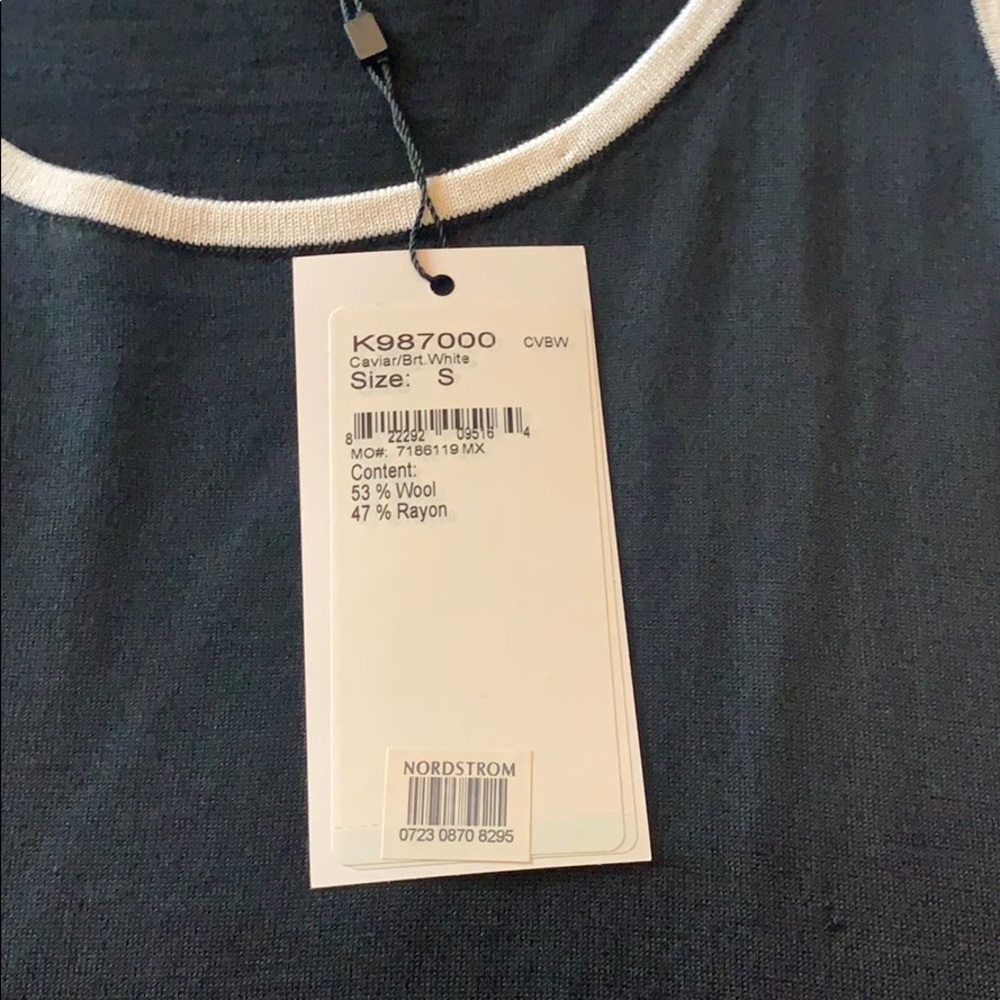 K987000 CVBW
Caviar/Brt.White
Size: S
8 22292 09516 4
MO#: 7186119 MX
Content:
53 % Wool
47 % Rayon
NORDSTROM
0723 0870 8295